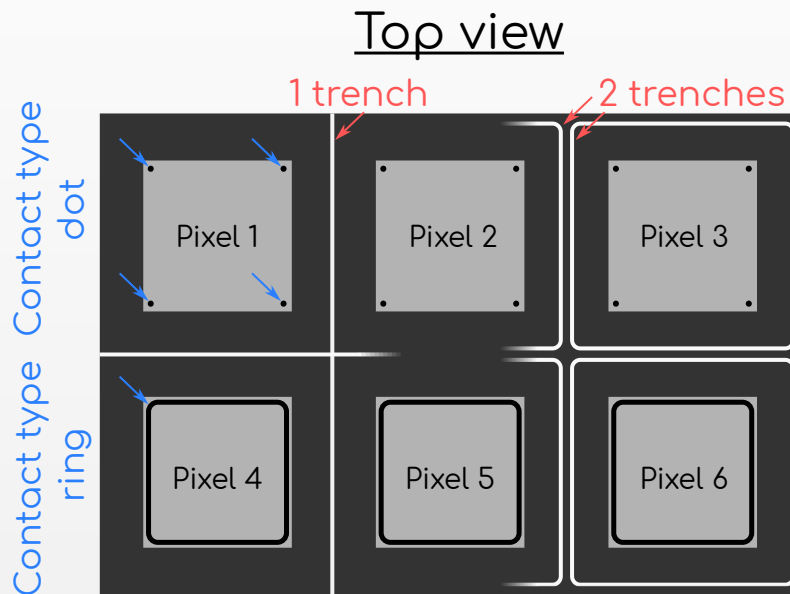 Top view
1 trench
2 trenches
Contact type
dot
Pixel 1
Pixel 2
Pixel 3
Contact type
ring
Pixel 4
Pixel 5
Pixel 6